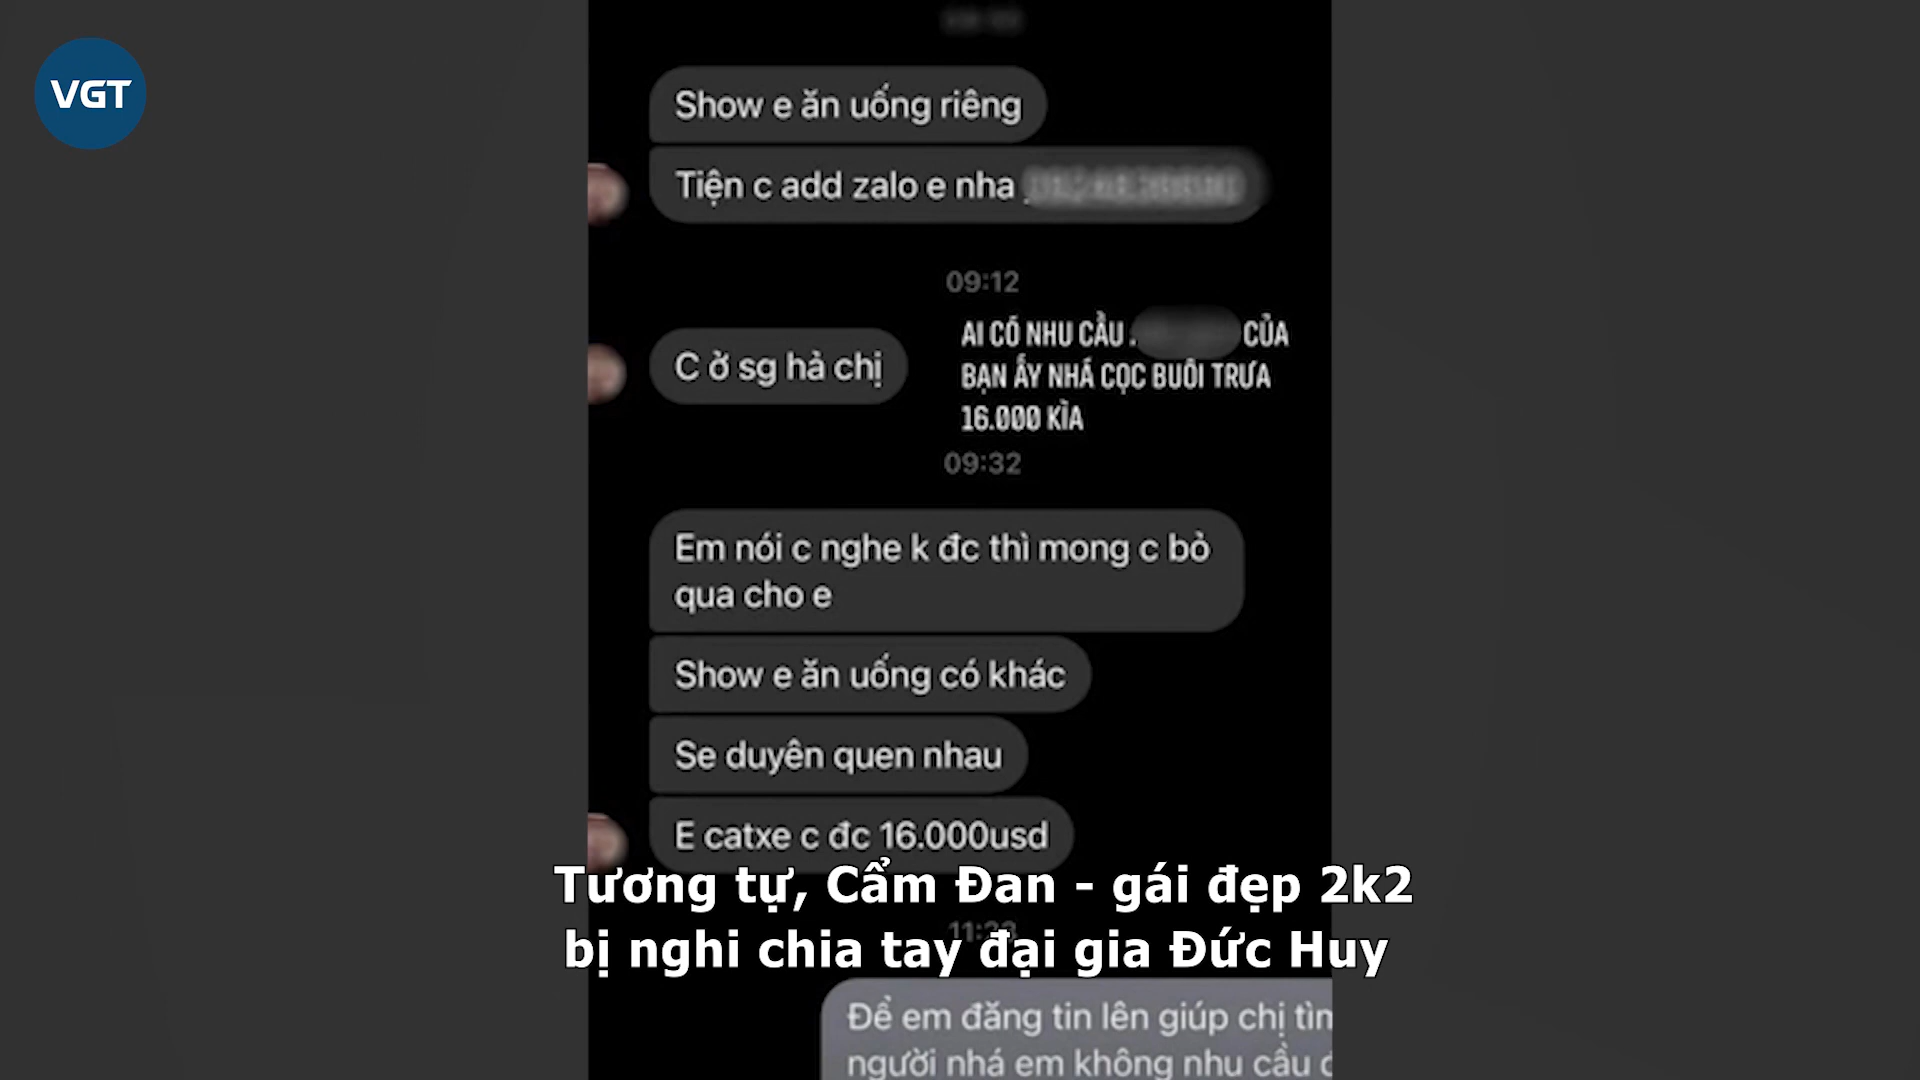 VGT
Show e ăn uống riêng
Tiện c add zalo e nha
09:12
AI CÓ NHU CẦU CỦA
BẠN ẤY NHÁ CỌC BUỔI TRƯA
16.000 KÌA
C ở sg hả chị
09:32
Em nói c nghe k đc thì mong c bỏ
qua cho e
Show e ăn uống có khác
Se duyên quen nhau
E catxe c đc 16.000usd
Tương tự, Cẩm Đan - gái đẹp 2k2
bị nghi chia tay đại gia Đức Huy
Để em đăng tin lên giúp chị tìm
người nhá em không nhu cầu